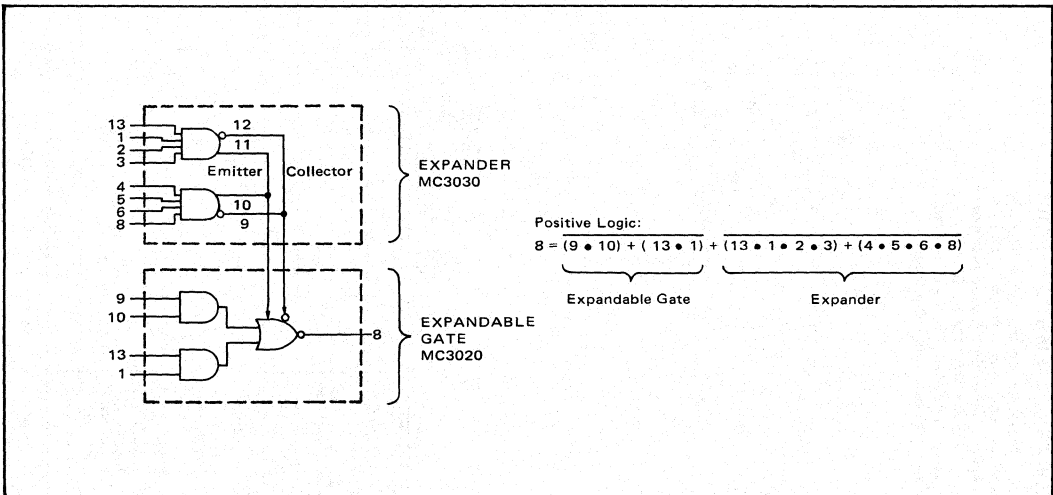 13
1
2
3
12
11
Emitter
Collector
4
5
6
8
10
9
EXPANDER
MC3030
9
10
13
1
8
EXPANDABLE
GATE
MC3020
Positive Logic:
8 = (9 • 10) + ( 13 • 1) + (13 • 1 • 2 • 3) + (4 • 5 • 6 • 8)
Expandable Gate
Expander